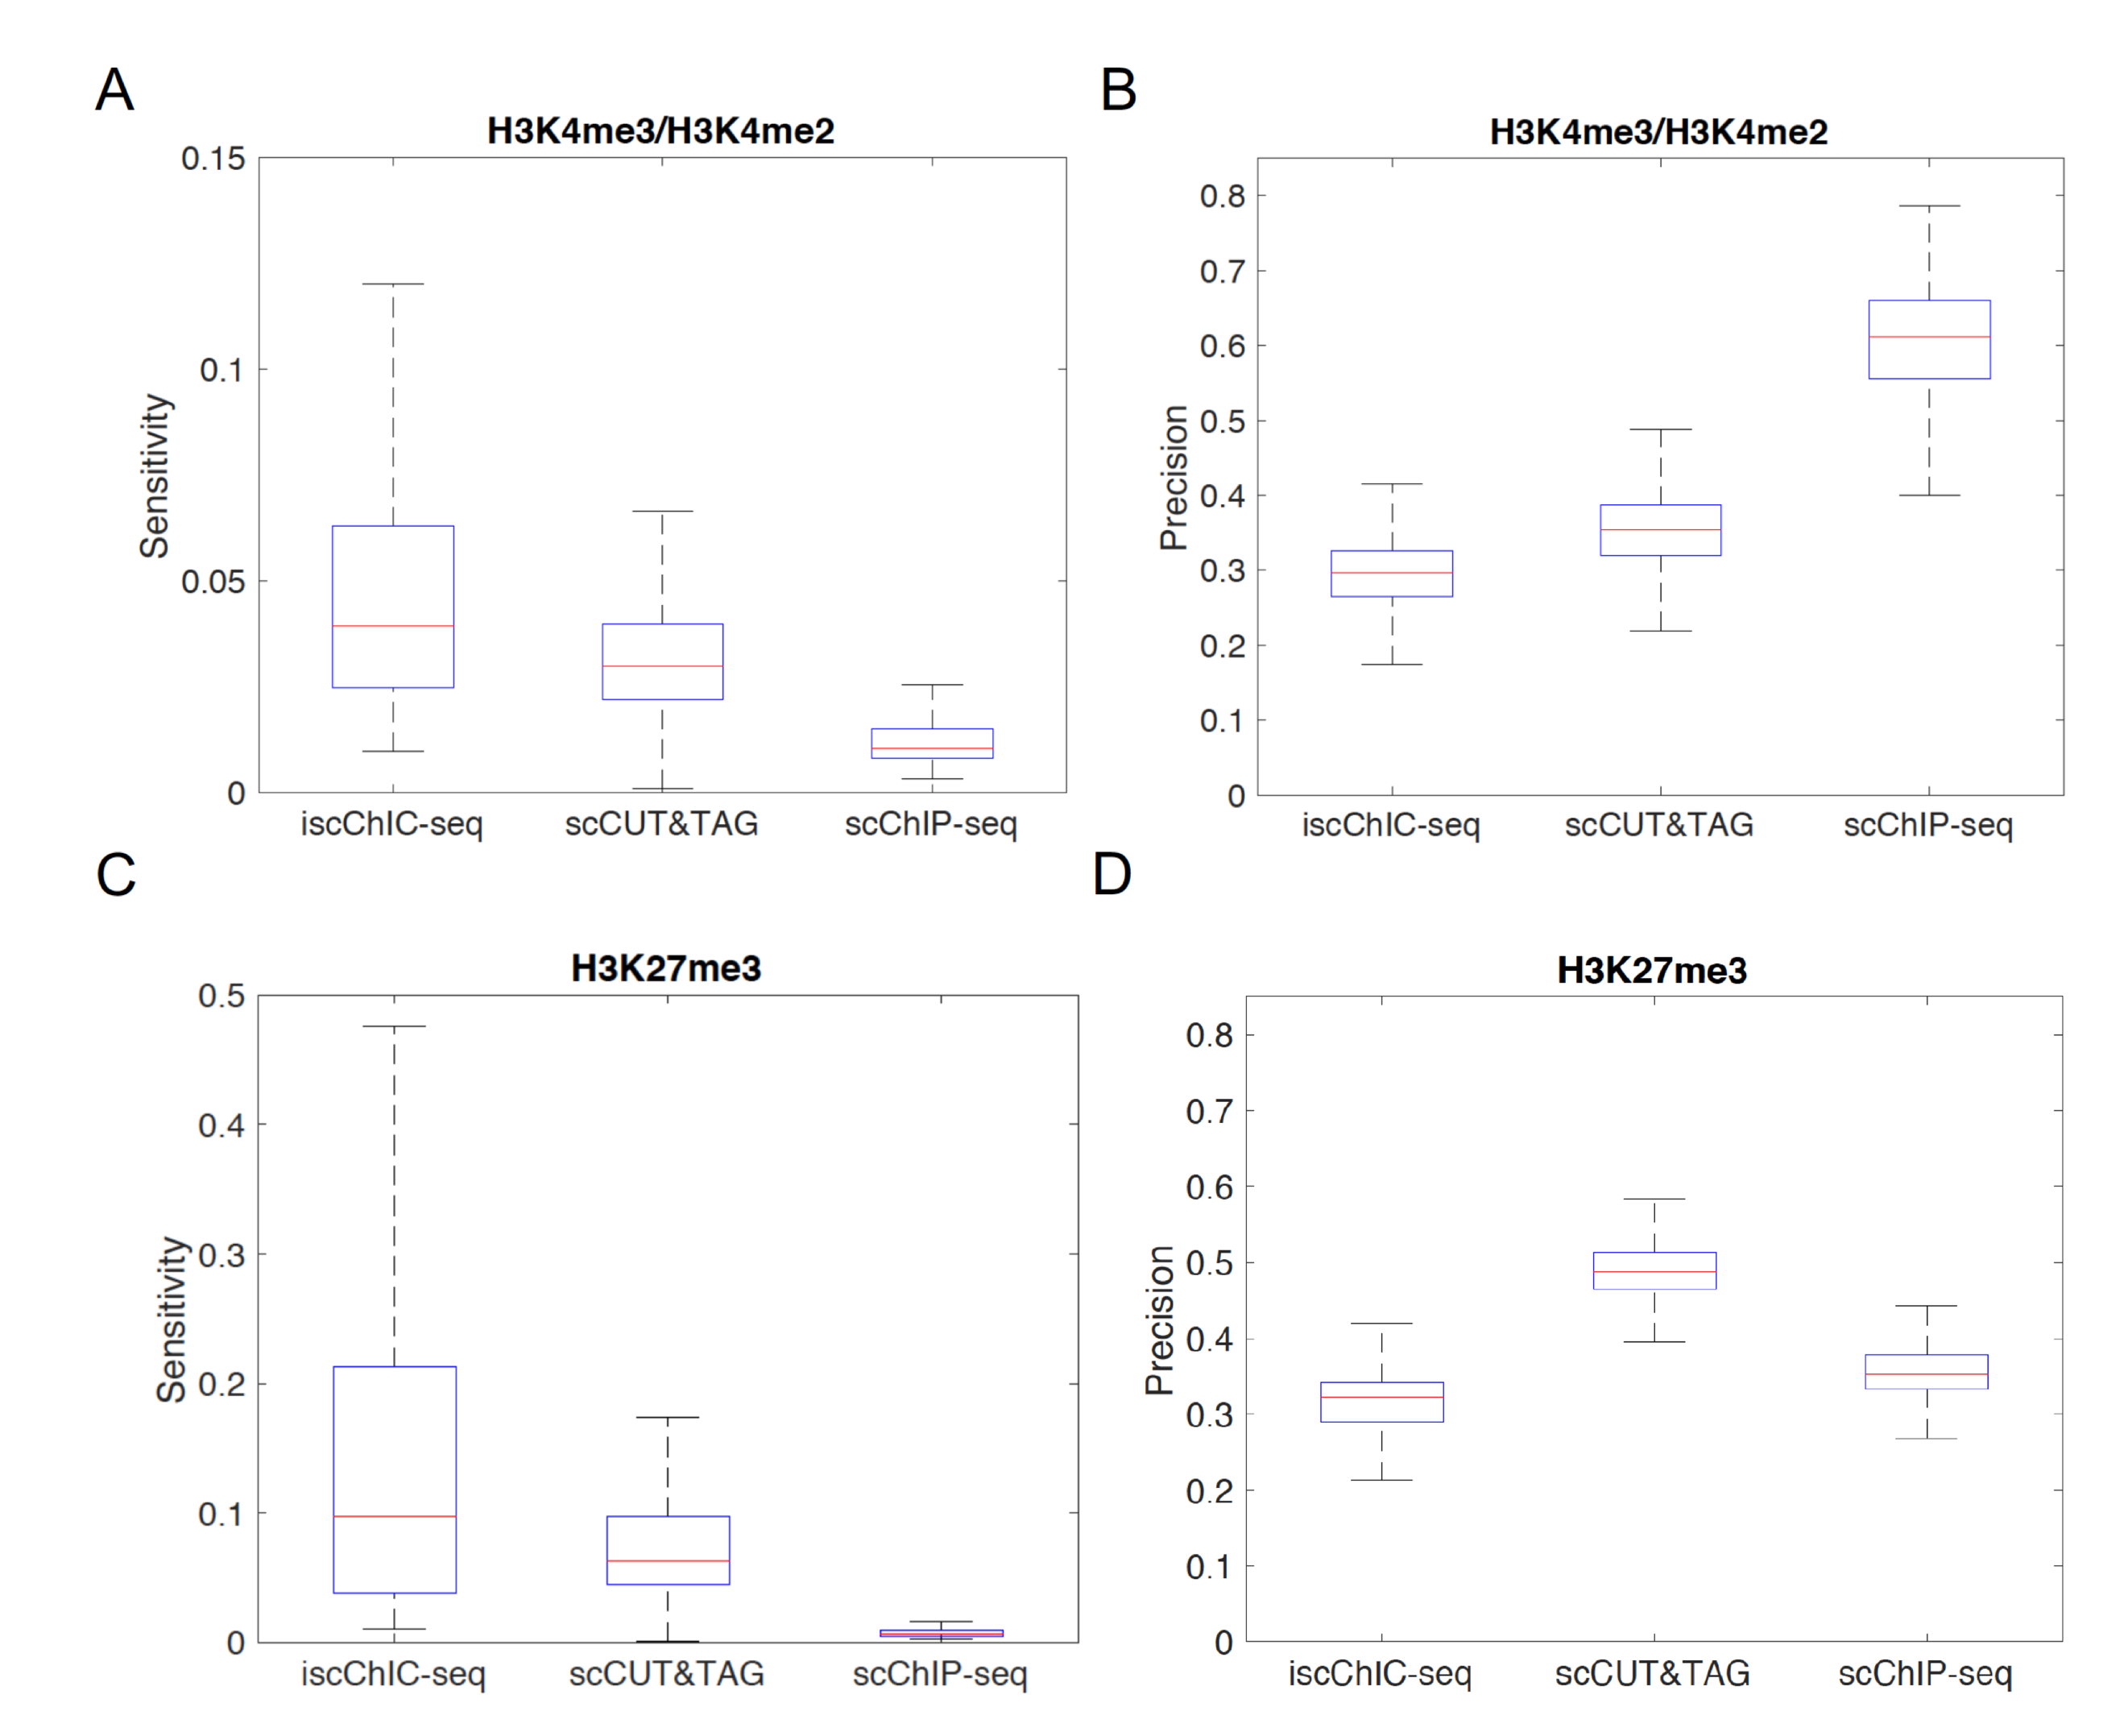 A
H3K4me3/H3K4me2
0.15
0.1
0.05
0
Sensitivity
iscChIC-seq scCUT&TAG scChIP-seq
B
H3K4me3/H3K4me2
0.8
0.7
0.6
0.5
0.4
0.3
0.2
0.1
0
Precision
iscChIC-seq scCUT&TAG scChIP-seq
C
H3K27me3
0.5
0.4
0.3
0.2
0.1
0
Sensitivity
iscChIC-seq scCUT&TAG scChIP-seq
D
H3K27me3
0.8
0.7
0.6
0.5
0.4
0.3
0.2
0.1
0
Precision
iscChIC-seq scCUT&TAG scChIP-seq